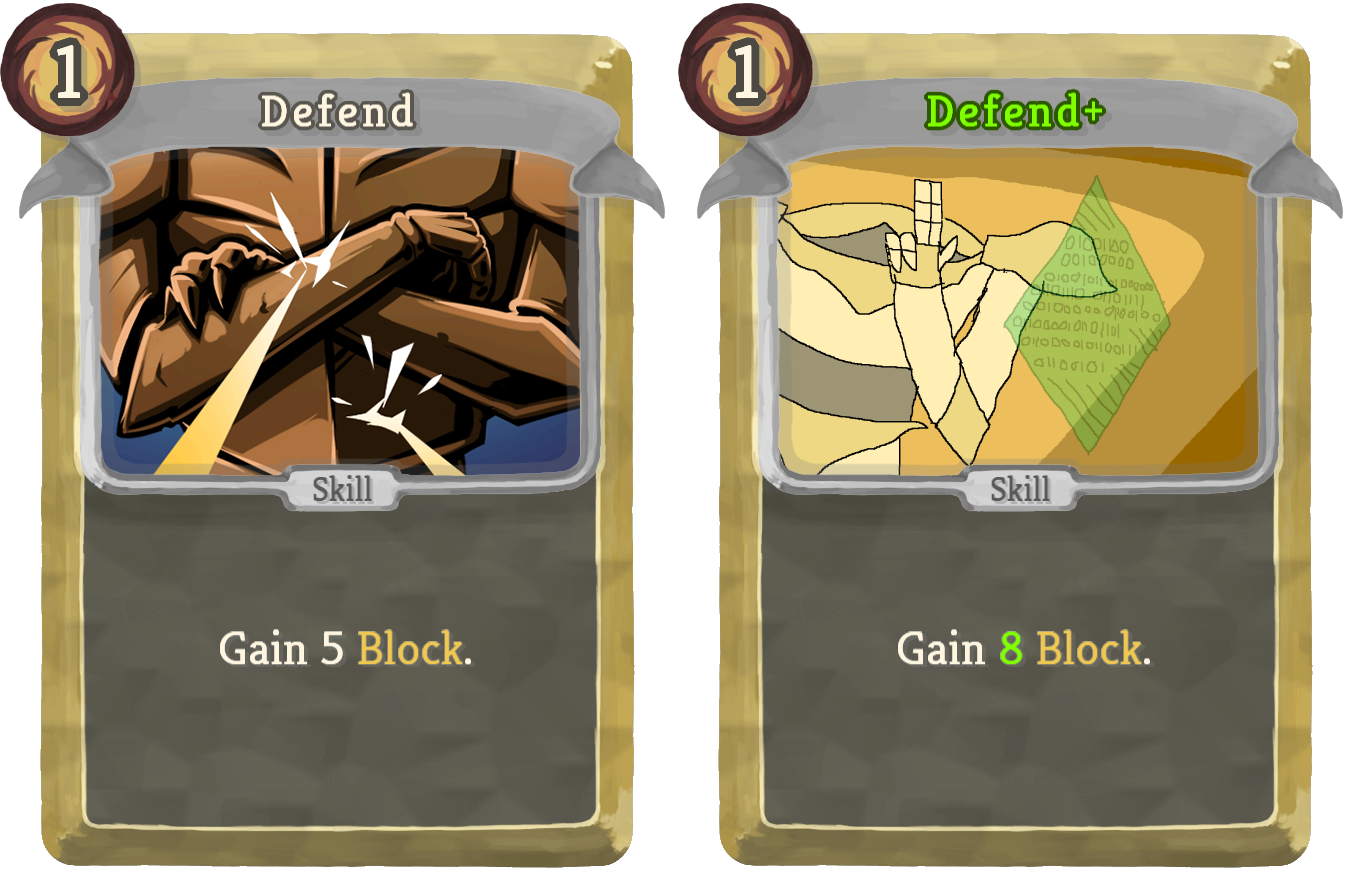 1
Defend
Skill
Gain 5 Block.
1
Defend+
Skill
Gain 8 Block.